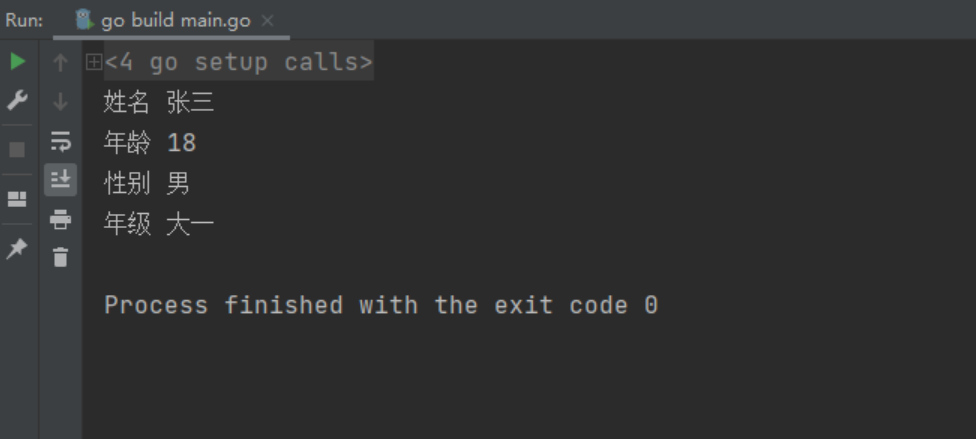 Run: go build main.go
<4 go setup calls>
姓名 张三
年龄 18
性别 男
年级 大一
Process finished with the exit code 0